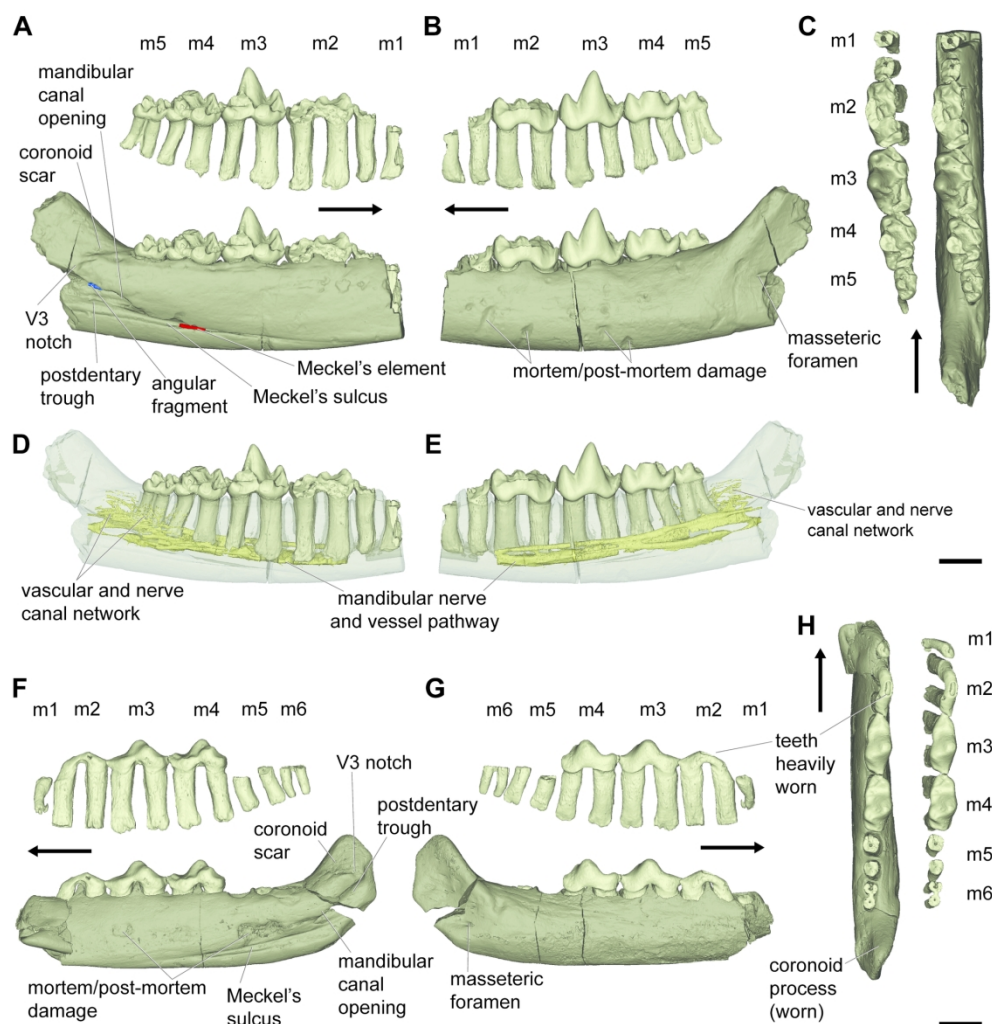 A
m5 m4 m3 m2 m1
mandibular
canal
opening
coronoid
scar
V3
notch
postdentary
trough
angular
fragment
Meckel's sulcus
Meckel's element
B
m1 m2 m3 m4 m5
mortem/post-mortem damage
masseteric
foramen
C
m1
m2
m3
m4
m5
D
vascular and nerve
canal network
mandibular nerve
and vessel pathway
E
vascular and nerve
canal network
F
m1 m2 m3 m4 m5 m6
V3 notch
coronoid
scar
postdentary
trough
mortem/post-mortem
damage
Meckel's
sulcus
mandibular
canal
opening
G
m6 m5 m4 m3 m2 m1
teeth
heavily
worn
masseteric
foramen
H
m1
m2
m3
m4
m5
m6
coronoid
process
(worn)